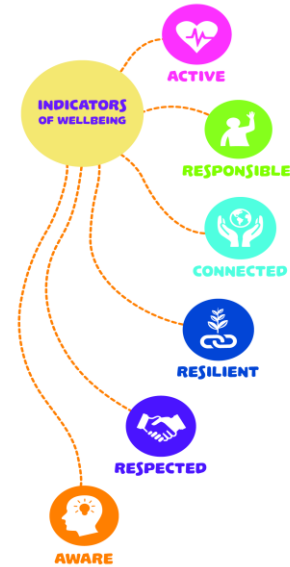 INDICATORS
OF WELLBEING
ACTIVE
RESPONSIBLE
CONNECTED
RESILIENT
RESPECTED
AWARE